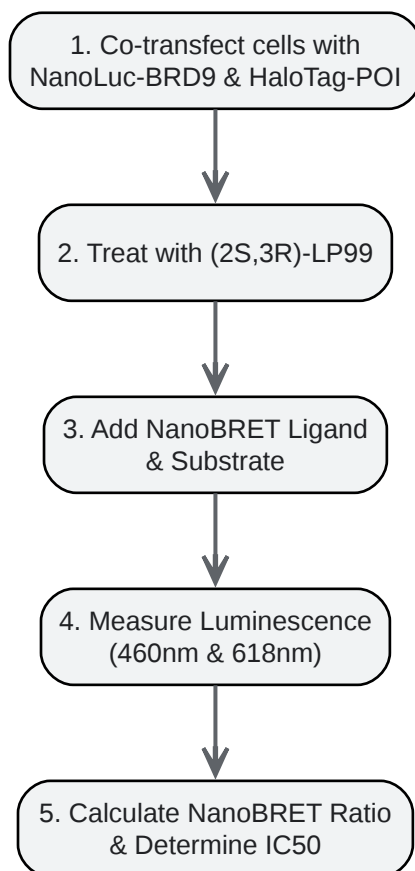 1. Co-transfect cells with
NanoLuc-BRD9 & HaloTag-POI
2. Treat with (2S,3R)-LP99
3. Add NanoBRET Ligand
& Substrate
4. Measure Luminescence
(460nm & 618nm)
5. Calculate NanoBRET Ratio
& Determine IC50